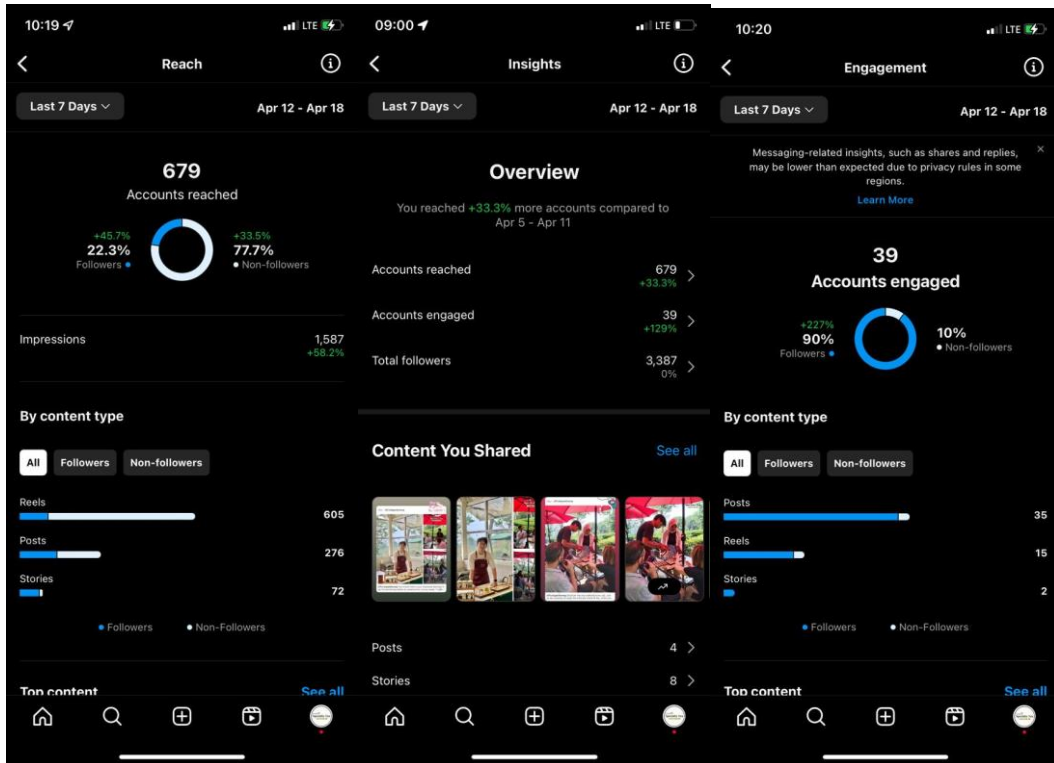 10:19
LTE
Reach
Last 7 Days
Apr 12 - Apr 18
679
Accounts reached
+45.7%
22.3%
Followers
+33.5%
77.7%
Non-followers
Impressions
1,587
+58.2%
By content type
All Followers Non-followers
Reels
605
Posts
276
Stories
72
Followers Non-Followers
Top content See all
09:00
LTE
Insights
Last 7 Days
Apr 12 - Apr 18
Overview
You reached +33.3% more accounts compared to
Apr 5 - Apr 11
Accounts reached 679
+33.3%
Accounts engaged 39
+129%
Total followers 3,387
0%
Content You Shared See all
Posts 4
Stories 8
10:20
LTE
Engagement
Last 7 Days
Apr 12 - Apr 18
Messaging-related insights, such as shares and replies,
may be lower than expected due to privacy rules in some
regions.
Learn More
39
Accounts engaged
+227%
90%
Followers
10%
Non-followers
By content type
All Followers Non-followers
Posts
35
Reels
15
Stories
2
Followers Non-Followers
Top content See all